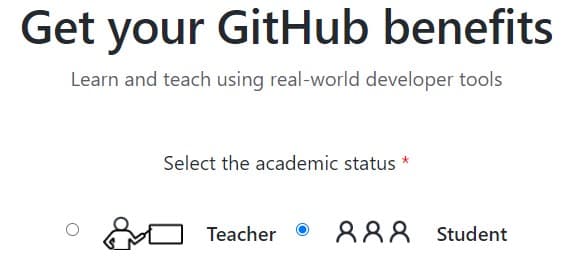 Get your GitHub benefits
Learn and teach using real-world developer tools
Select the academic status *
Teacher Student